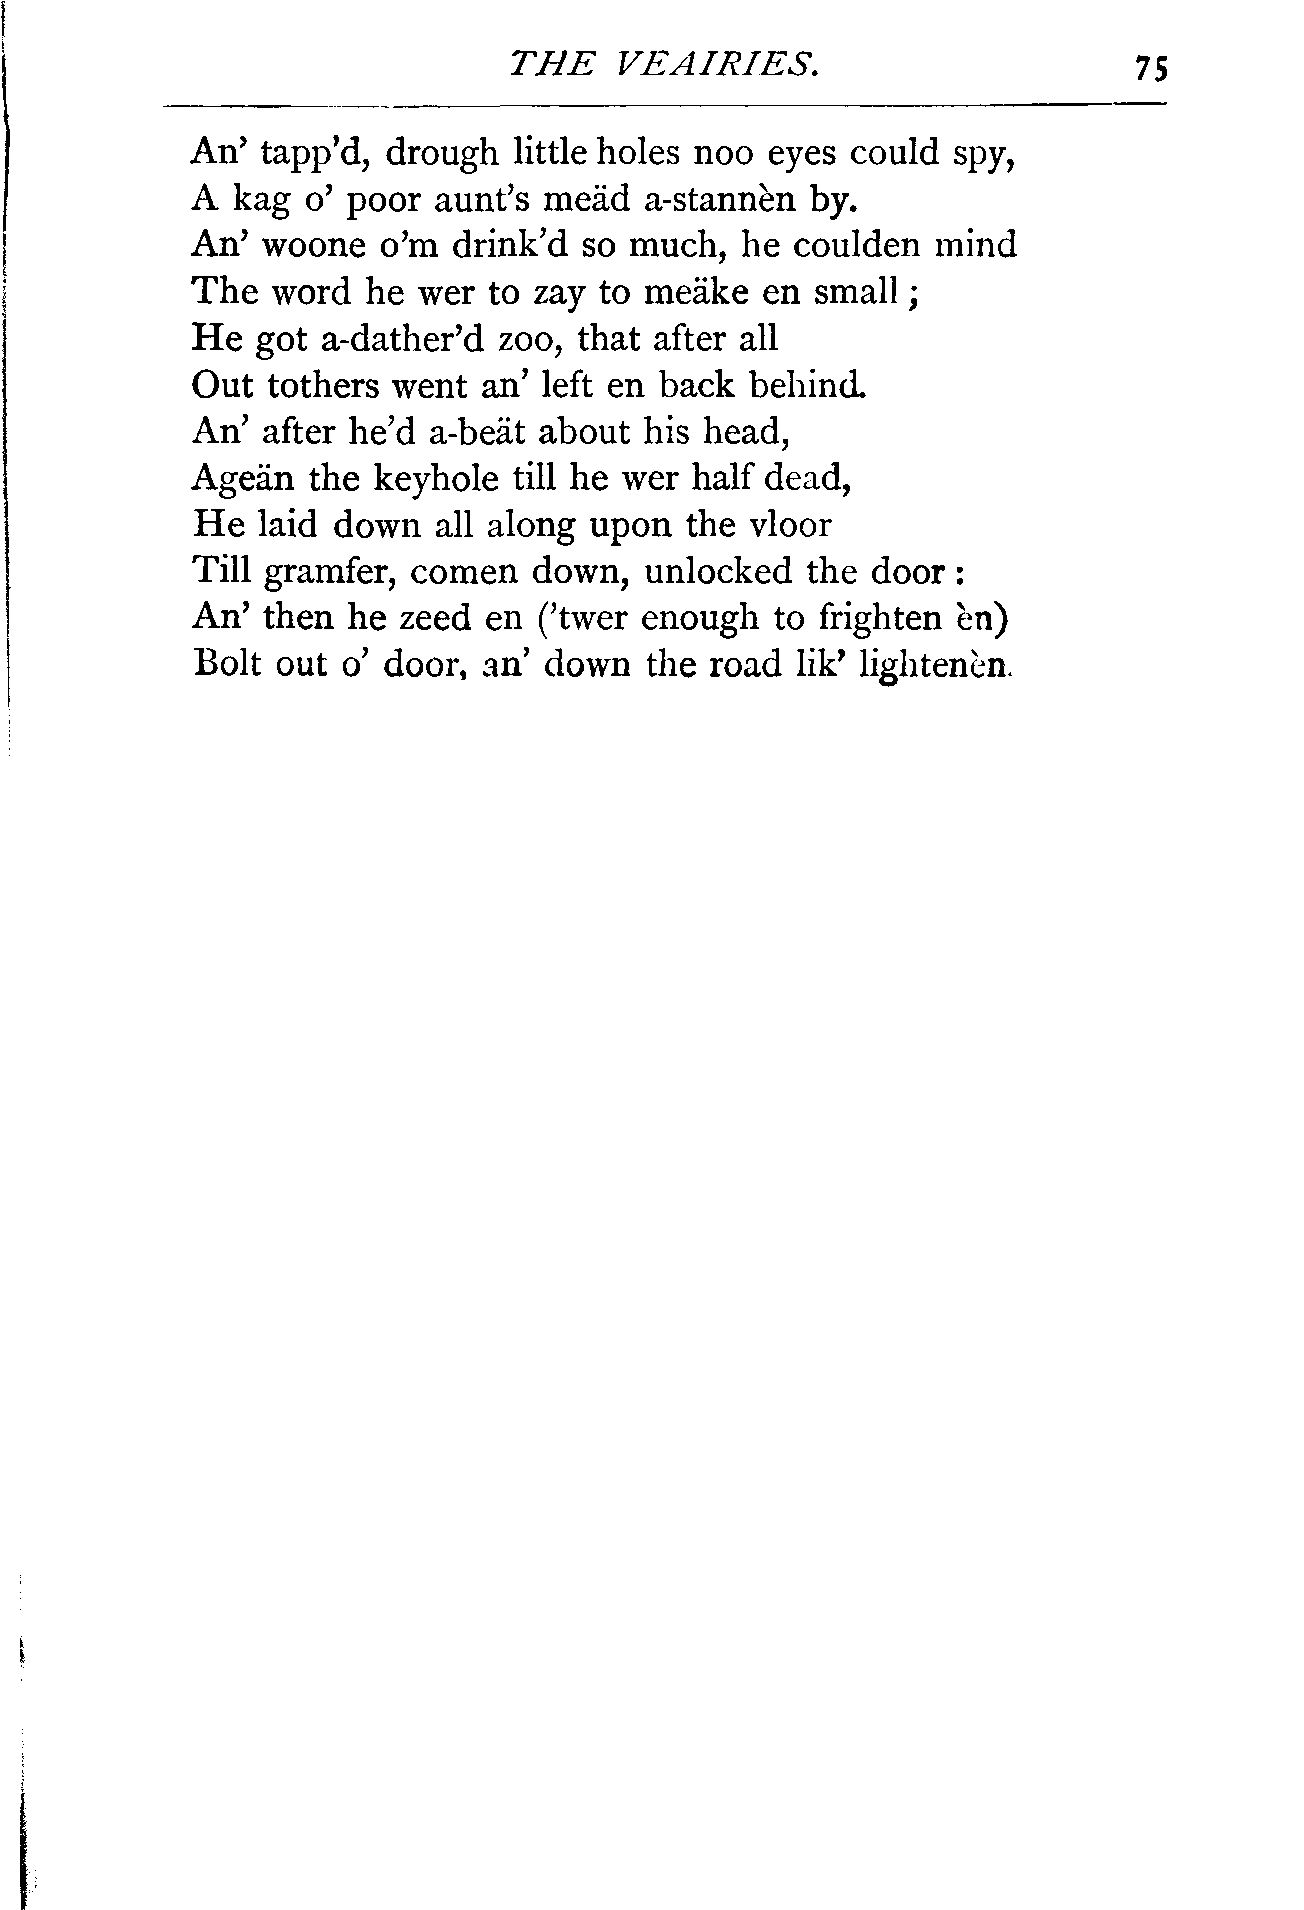 THE VEAIRIES. 75
An' tapp'd, drough little holes noo eyes could spy,
A kag o' poor aunt's meäd a-stannèn by.
An' woone o'm drink'd so much, he coulden mind
The word he wer to zay to meäke en small ;
He got a-dather'd zoo, that after all
Out tothers went an' left en back behind.
An' after he'd a-beät about his head,
Ageän the keyhole till he wer half dead,
He laid down all along upon the vloor
Till gramfer, comen down, unlocked the door :
An' then he zeed en ('twer enough to frighten èn)
Bolt out o' door, an' down the road lik' lightenèn.